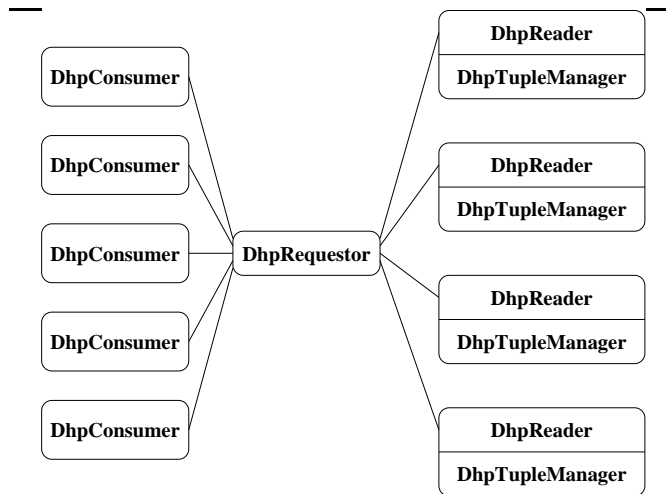 DhpConsumer
DhpConsumer
DhpConsumer
DhpConsumer
DhpConsumer
DhpRequestor
DhpReader
DhpTupleManager
DhpReader
DhpTupleManager
DhpReader
DhpTupleManager
DhpReader
DhpTupleManager